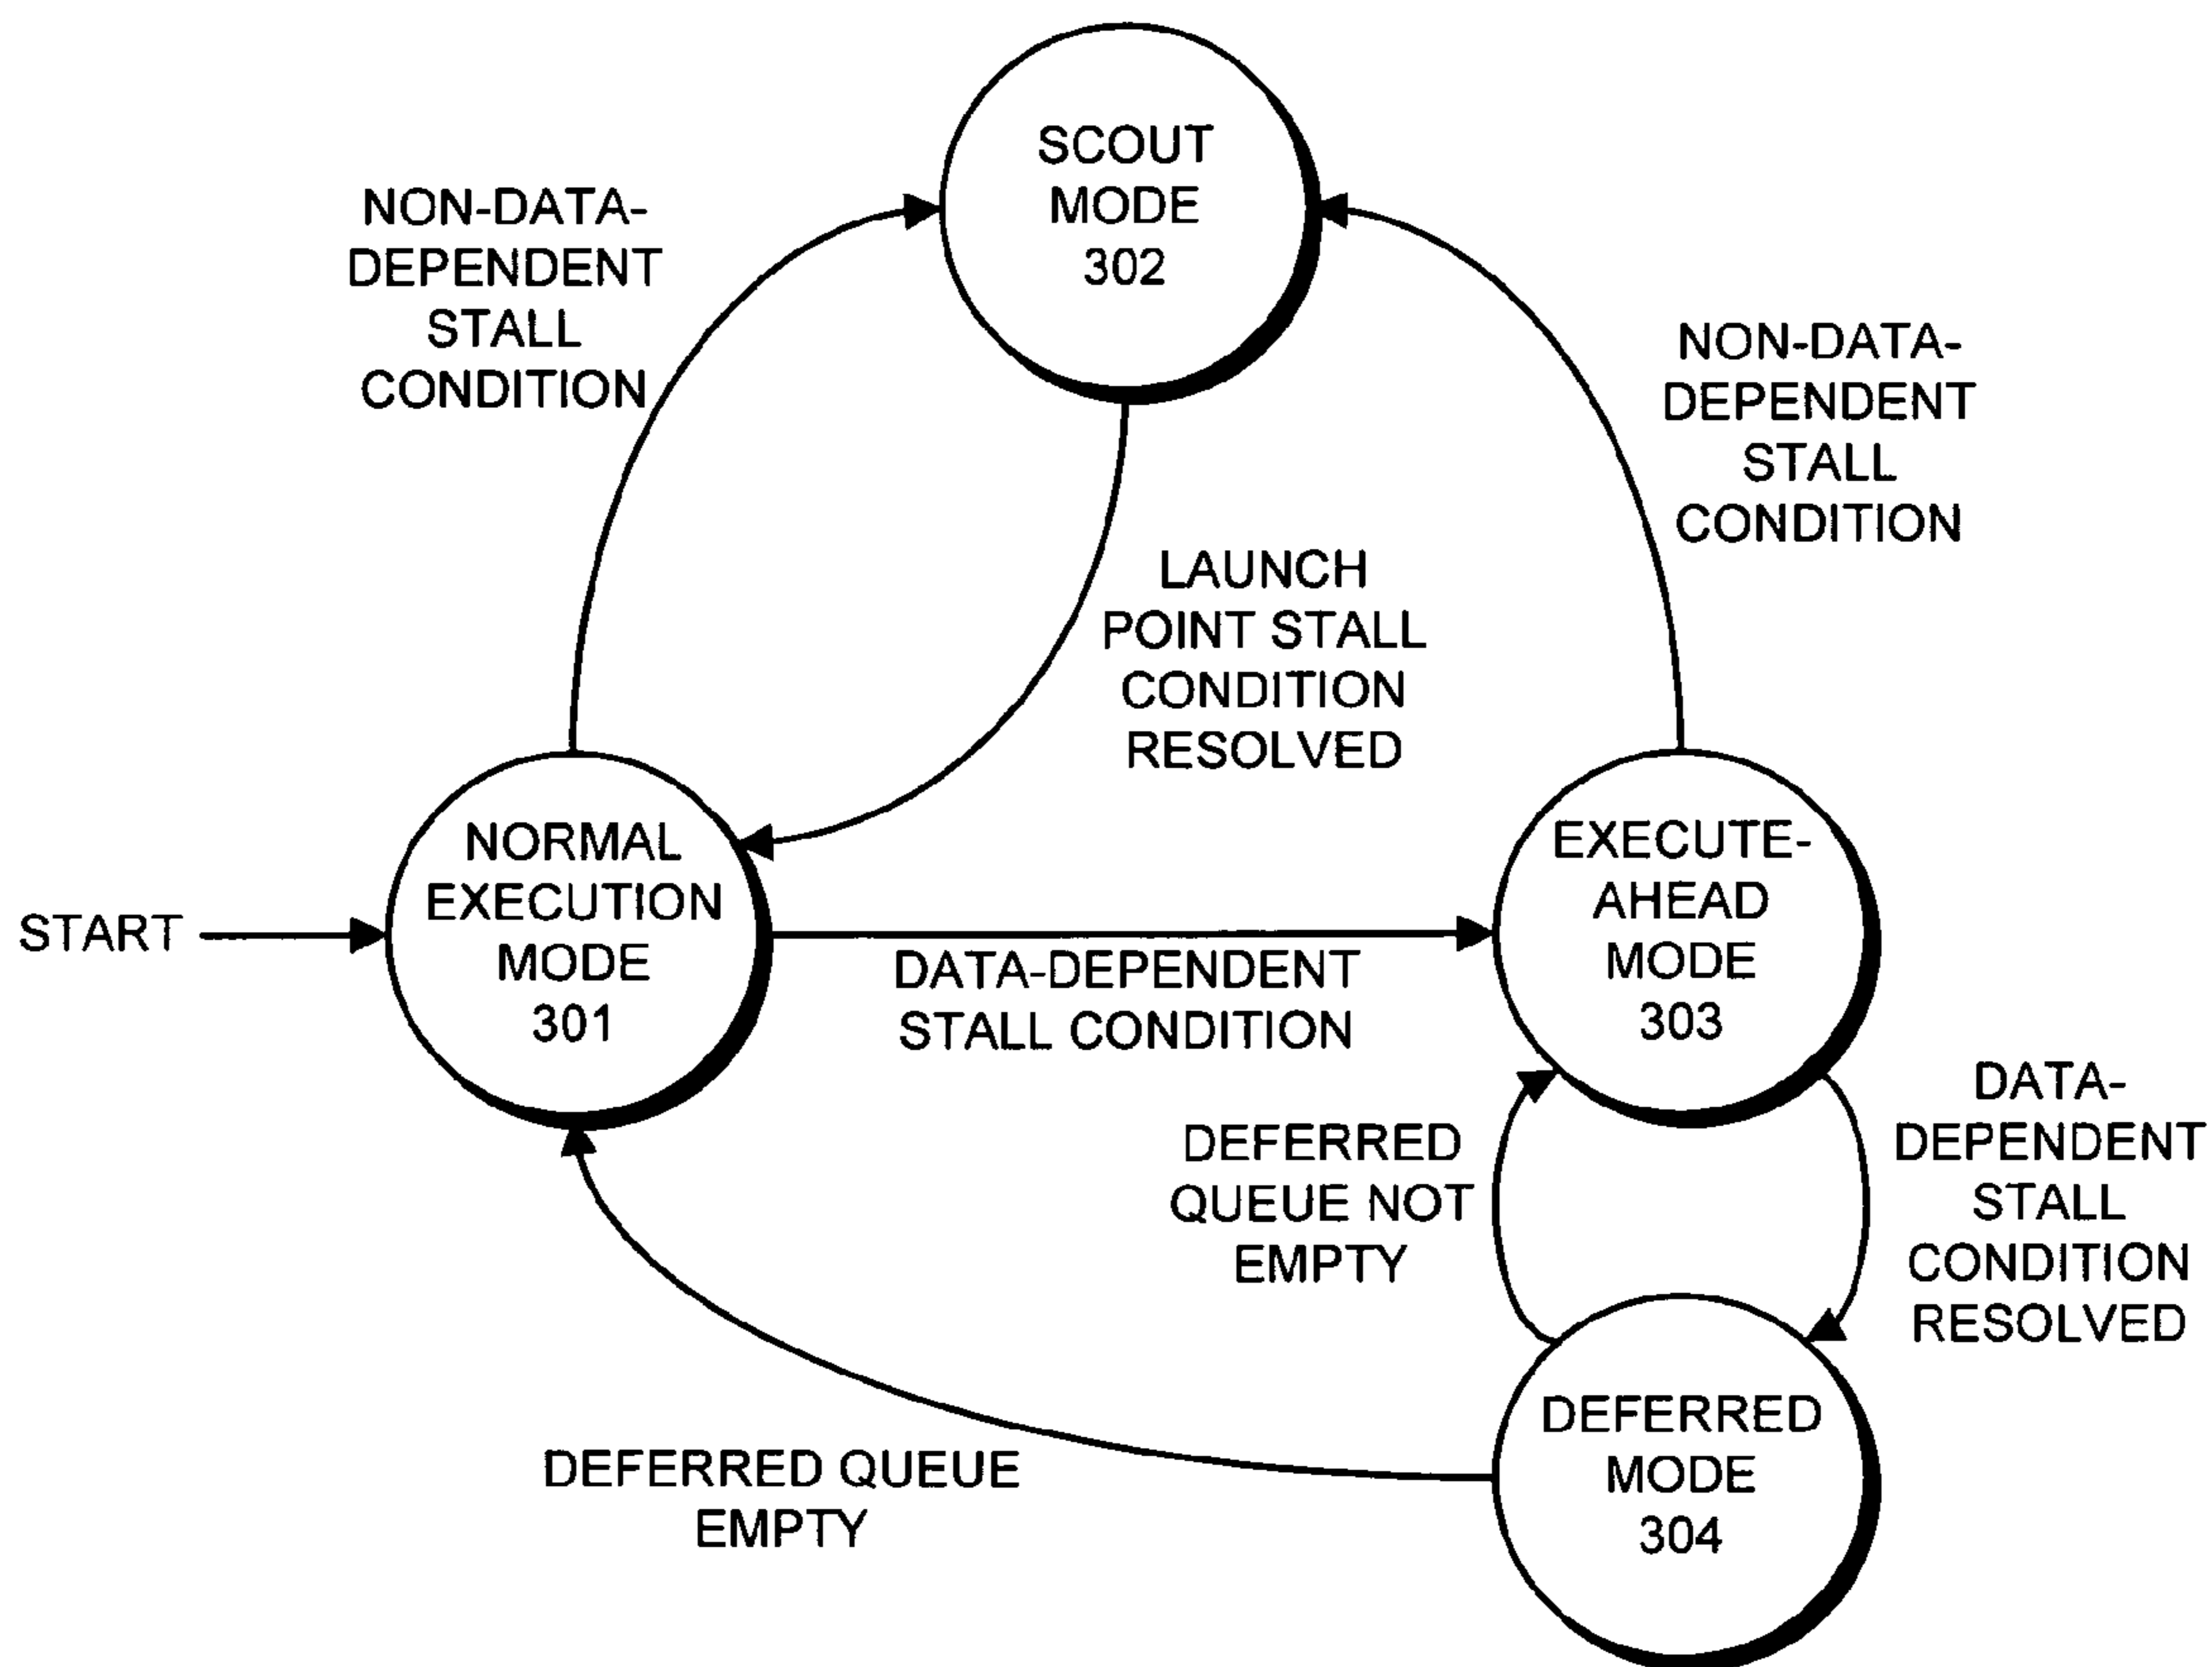 SCOUT
MODE
302
NON-DATA-
DEPENDENT
STALL
CONDITION
NON-DATA-
DEPENDENT
STALL
CONDITION
LAUNCH
POINT STALL
CONDITION
RESOLVED
START
NORMAL
EXECUTION
MODE
301
DATA-DEPENDENT
STALL CONDITION
EXECUTE-
AHEAD
MODE
303
DEFERRED
QUEUE NOT
EMPTY
DATA-
DEPENDENT
STALL
CONDITION
RESOLVED
DEFERRED QUEUE
EMPTY
DEFERRED
MODE
304